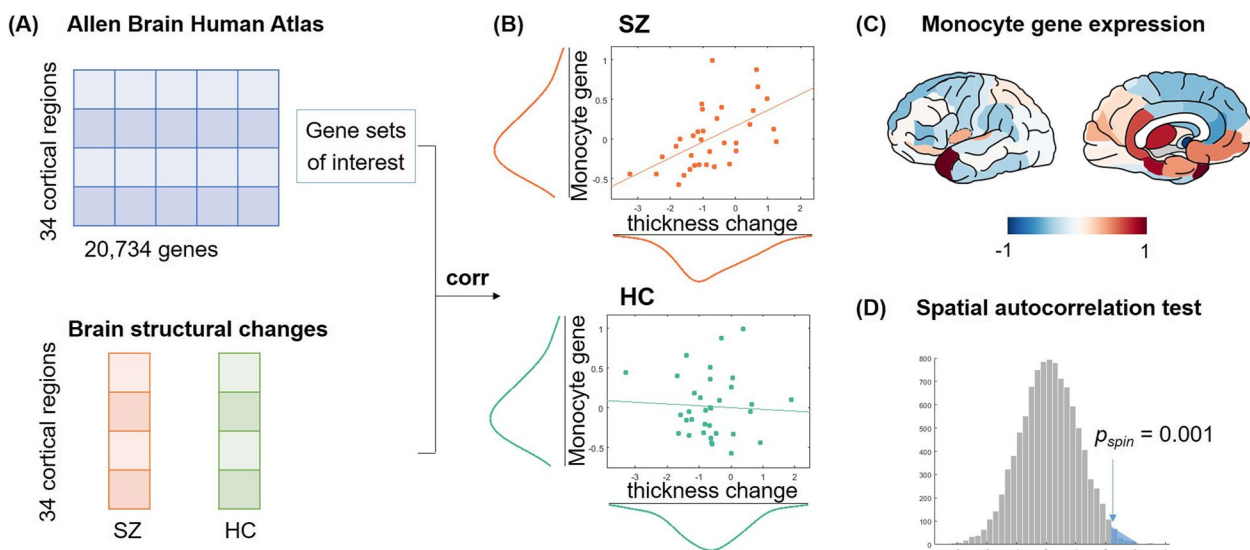 (A) Allen Brain Human Atlas
34 cortical regions
20,734 genes
Gene sets
of interest
Brain structural changes
34 cortical regions
SZ
HC
corr
(B) SZ
Monocyte gene
1
0.5
0
-0.5
-3 -2 -1 0 1 2
thickness change
HC
Monocyte gene
1
0.5
0
-0.5
-3 -2 -1 0 1 2
thickness change
(C) Monocyte gene expression
-1 1
(D) Spatial autocorrelation test
800
700
600
500
400
300
200
100
0
pspin = 0.001